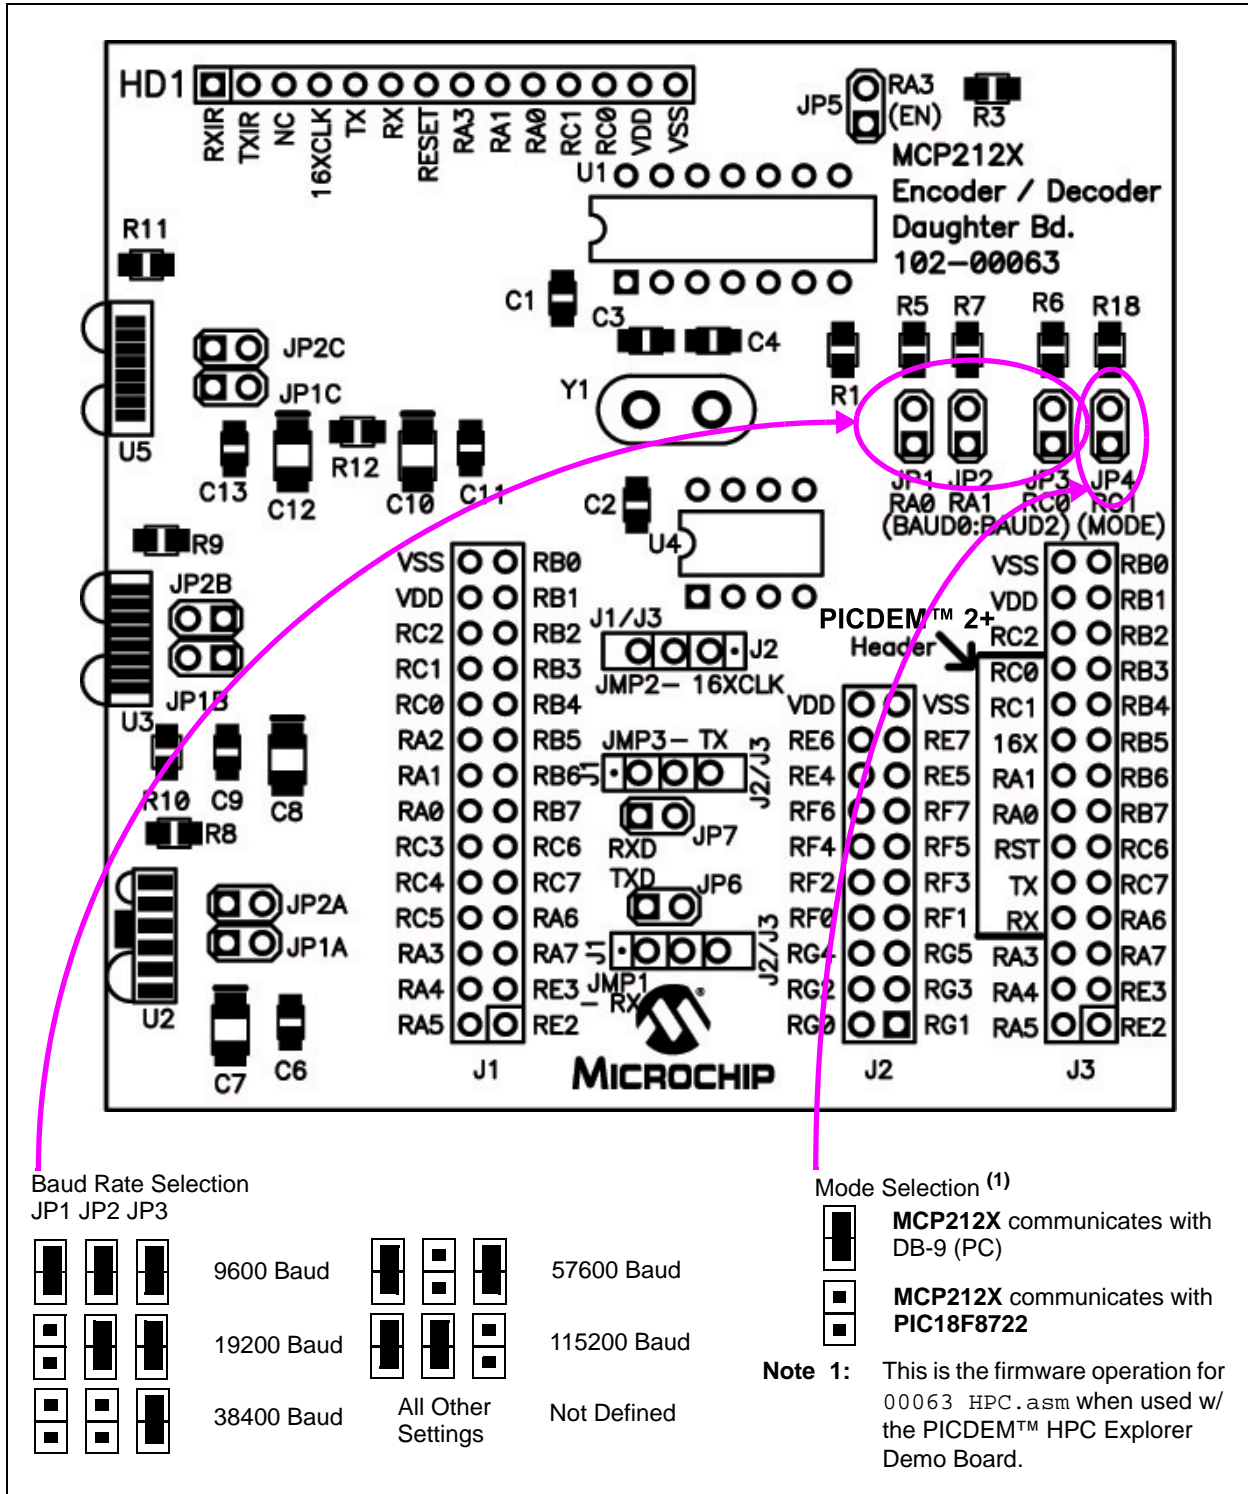 HD1
RXIR
TXIR
NC
16XCLK
TX
RX
RESET
RA3
RA1
RA0
RC1
RC0
VDD
VSS
JP5
RA3
(EN)
R3
MCP212X
Encoder / Decoder
Daughter Bd.
102-00063
U1
R11
C1
C3
C4
R5 R7 R6 R18
JP2C
JP1C
Y1
R1
U5
C13
C12
R12
C10
C11
C2
U4
JP1 JP2 JP3 JP4
RA0 RA1 RC0 RC1
(BAUD0:BAUD2) (MODE)
R9
JP2B
JP1B
U3
R10
C9
C8
R8
JP2A
JP1A
U2
C7
C6
VSS RB0
VDD RB1
RC2 RB2
RC1 RB3
RC0 RB4
RA2 RB5
RA1 RB6
RA0 RB7
RC3 RC6
RC4 RC7
RC5 RA6
RA3 RA7
RA4 RE3
RA5 RE2
J1
J1/J3
J2
JMP2- 16XCLK
JMP3- TX
J1
J2/J3
JP7
RXD
TXD
JP6
J1
J2/J3
JMP1
- RX
MICROCHIP
®
PICDEM™ 2+
Header
VDD VSS
RE6 RE7
RE4 RE5
RF6 RF7
RF4 RF5
RF2 RF3
RF0 RF1
RG4 RG5
RG2 RG3
RG0 RG1
J2
VSS RB0
VDD RB1
RC2 RB2
RC0 RB3
RC1 RB4
16X RB5
RA1 RB6
RA0 RB7
RST RC6
TX RC7
RX RA6
RA3 RA7
RA4 RE3
RA5 RE2
J3
Baud Rate Selection
JP1 JP2 JP3
9600 Baud
19200 Baud
38400 Baud
57600 Baud
115200 Baud
All Other
Settings
Not Defined
Mode Selection (1)
MCP212X communicates with
DB-9 (PC)
MCP212X communicates with
PIC18F8722
Note 1: This is the firmware operation for
00063 HPC.asm when used w/
the PICDEM™ HPC Explorer
Demo Board.